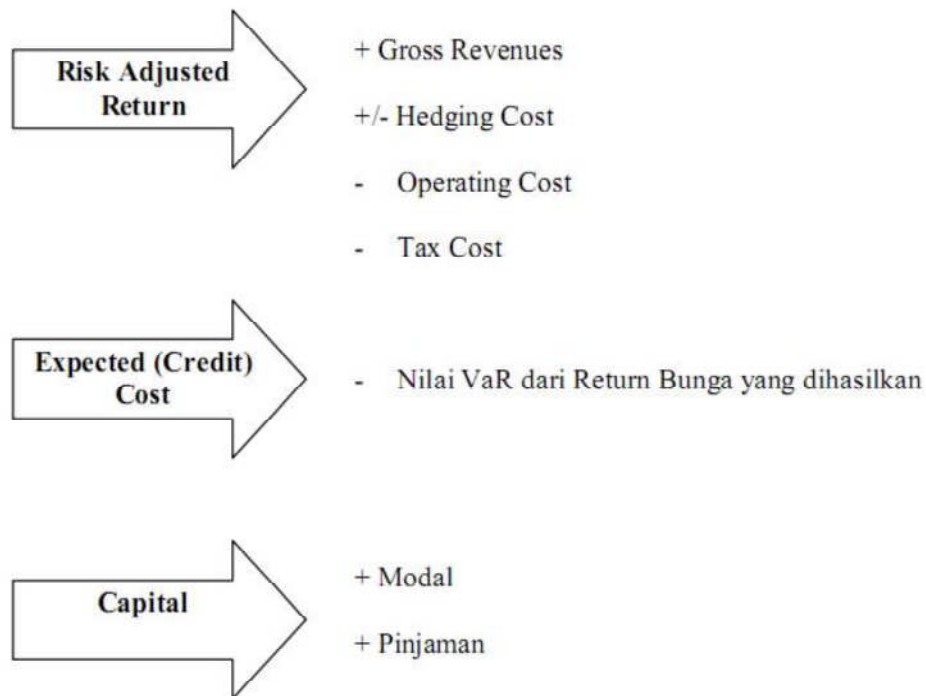 Risk Adjusted
Return
+ Gross Revenues
+/- Hedging Cost
- Operating Cost
- Tax Cost
Expected (Credit)
Cost
- Nilai VaR dari Return Bunga yang dihasilkan
Capital
+ Modal
+ Pinjaman